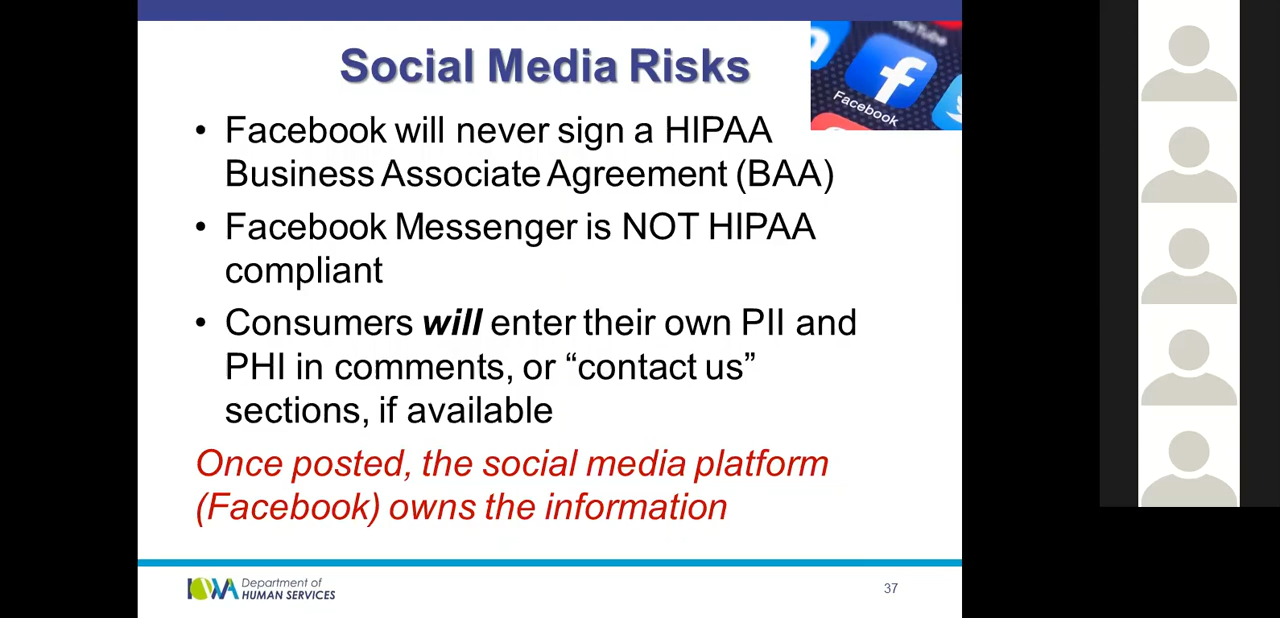 Social Media Risks
YouTube
Facebook
• Facebook will never sign a HIPAA
Business Associate Agreement (BAA)
• Facebook Messenger is NOT HIPAA
compliant
• Consumers will enter their own PII and
PHI in comments, or “contact us”
sections, if available
Once posted, the social media platform
(Facebook) owns the information
IOWA Department of
HUMAN SERVICES
37